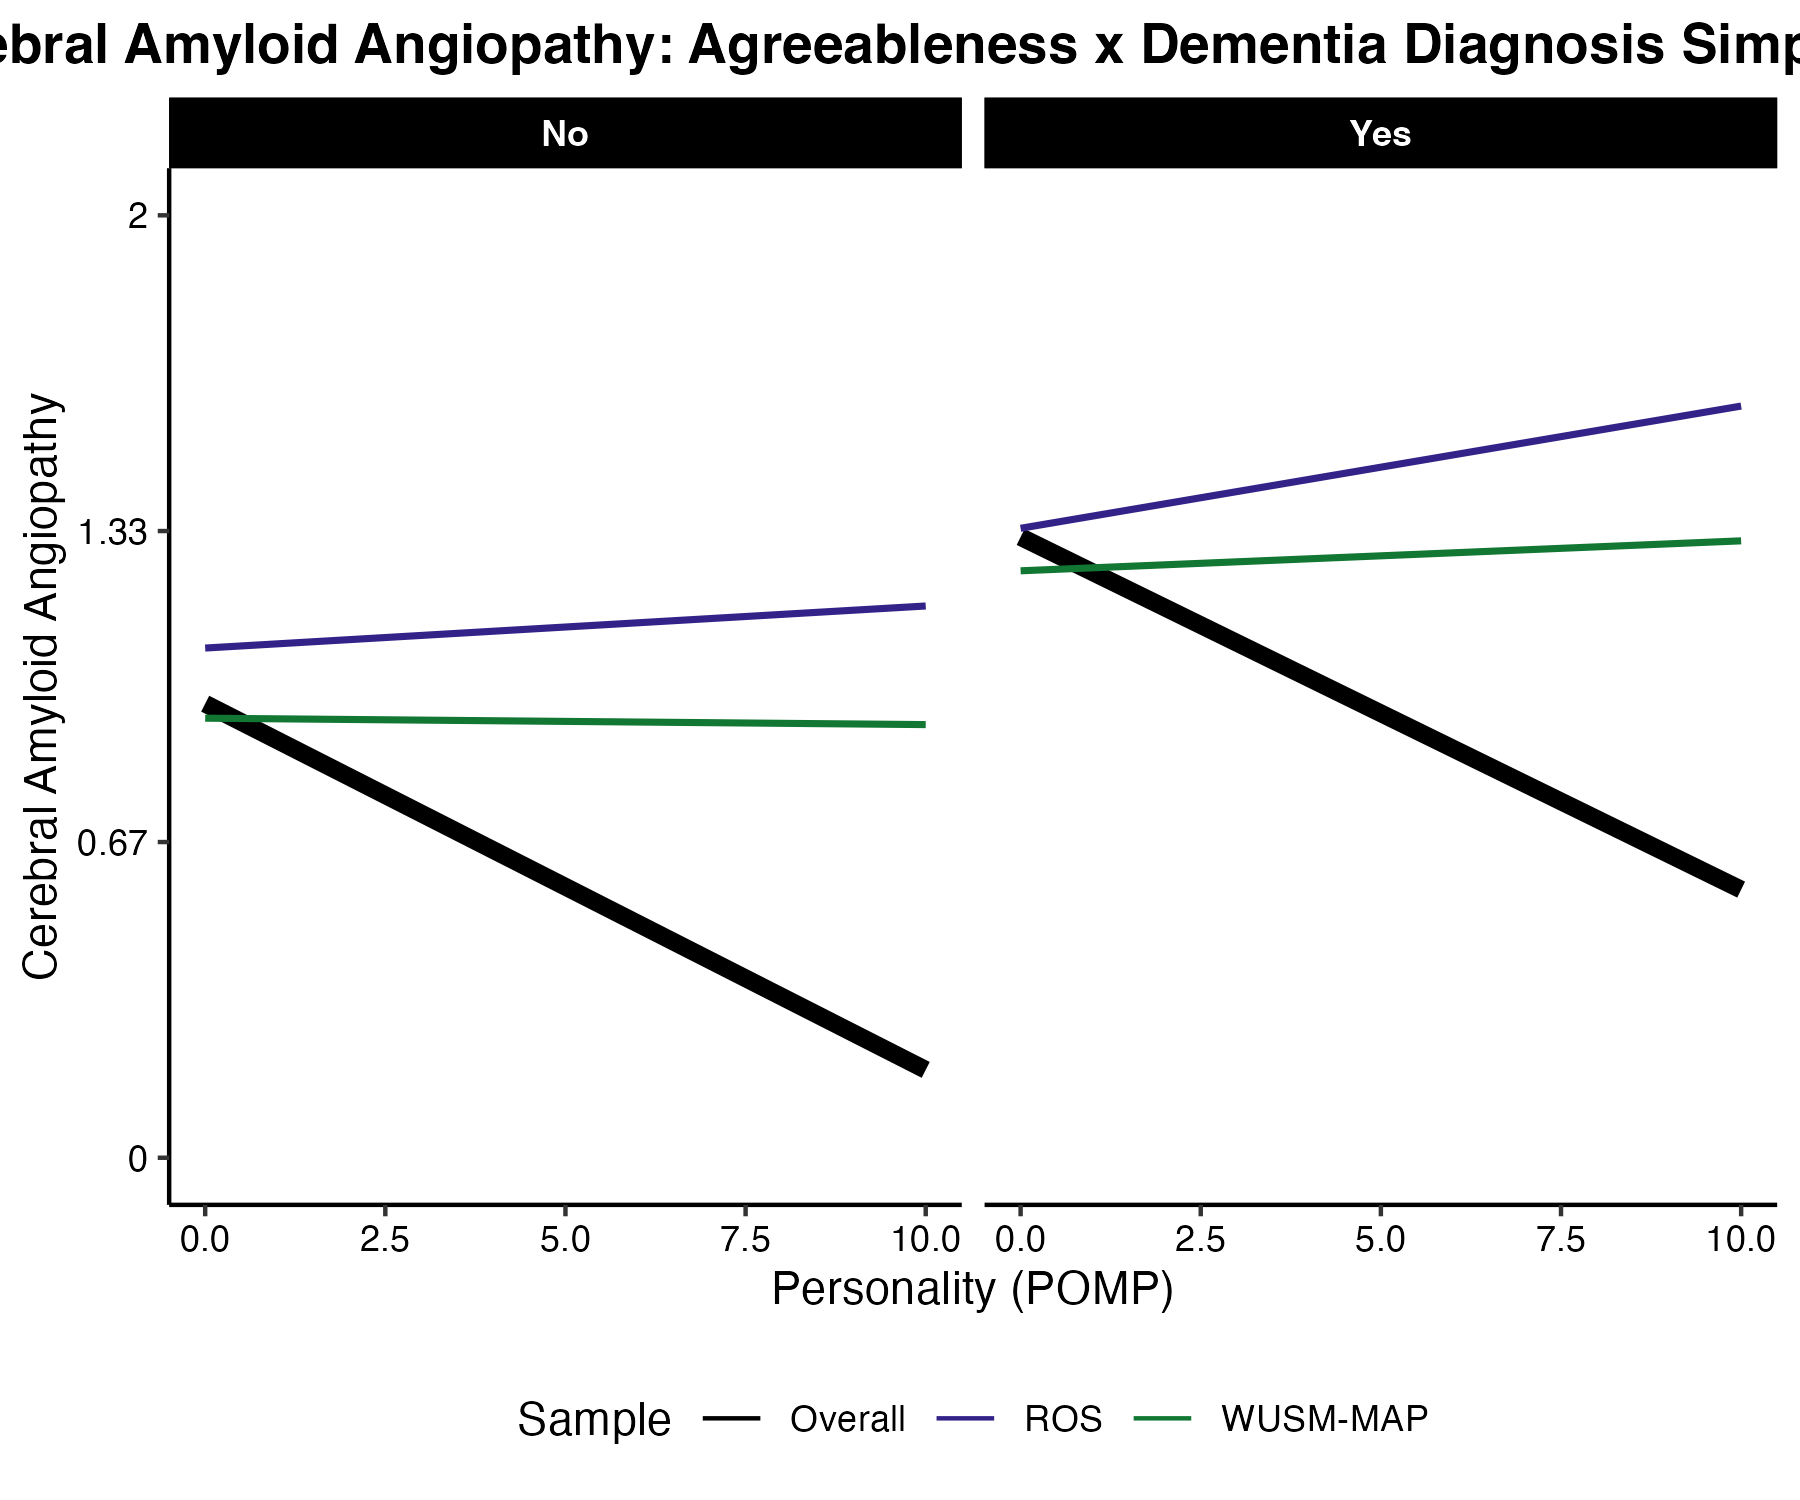 ebral Amyloid Angiopathy: Agreeableness x Dementia Diagnosis Simp
No
Yes
Cerebral Amyloid Angiopathy
2
1.33
0.67
0
0.0 2.5 5.0 7.5 10.0 0.0 2.5 5.0 7.5 10.0
Personality (POMP)
Sample Overall ROS WUSM-MAP